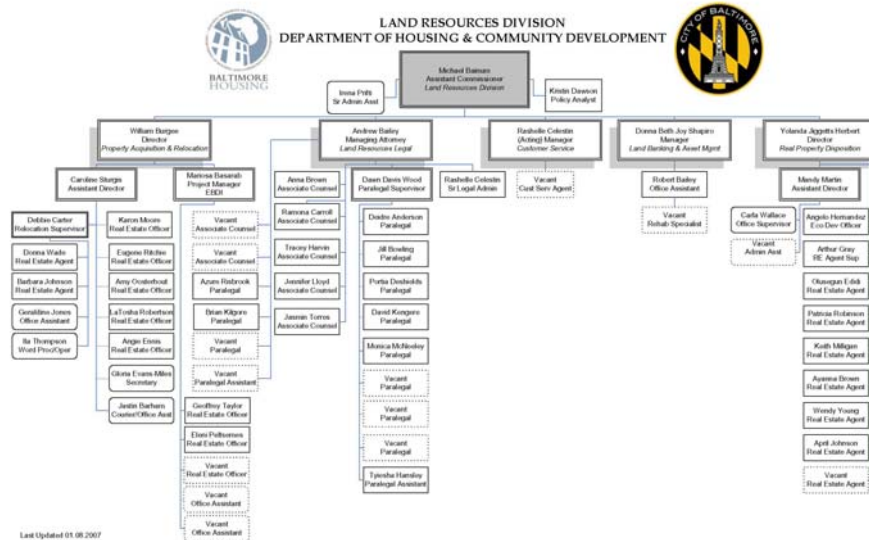 LAND RESOURCES DIVISION
DEPARTMENT OF HOUSING & COMMUNITY DEVELOPMENT
BALTIMORE
HOUSING
CITY OF BALTIMORE
Michael Bainum
Assistant Commissioner
Land Resources Division
Irena Prifti
Sr Admin Asst
Kristin Dawson
Policy Analyst
William Burgee
Director
Property Acquisition & Relocation
Andrew Bailey
Managing Attorney
Land Resources Legal
Rashelle Celestin
(Acting) Manager
Customer Service
Donna Beth Joy Shapiro
Manager
Land Banking & Asset Mgmt
Yolanda Jiggetts Herbert
Director
Real Property Disposition
Caroline Sturgis
Assistant Director
Mariosa Basarab
Project Manager
EBDI
Anna Brown
Associate Counsel
Dawn Davis Wood
Paralegal Supervisor
Rashelle Celestin
Sr Legal Admin
Vacant
Cust Serv Agent
Robert Bailey
Office Assistant
Mandy Martin
Assistant Director
Debbie Carter
Relocation Supervisor
Karon Moore
Real Estate Officer
Vacant
Associate Counsel
Ramona Carroll
Associate Counsel
Deidre Anderson
Paralegal
Vacant
Rehab Specialist
Carla Wallace
Office Supervisor
Angelo Hernandez
Eco Dev Officer
Donna Wade
Real Estate Agent
Eugene Ritchie
Real Estate Officer
Vacant
Associate Counsel
Tracey Harvin
Associate Counsel
Jill Bowling
Paralegal
Vacant
Admin Asst
Arthur Gray
RE Agent Sup
Barbara Johnson
Real Estate Agent
Amy Oosterhout
Real Estate Officer
Azure Risbrook
Paralegal
Jennifer Lloyd
Associate Counsel
Portia Deshields
Paralegal
Olusegun
Real Estate Agent
Geraldine Jones
Office Assistant
LaTosha Robertson
Real Estate Officer
Brian Kilgore
Paralegal
Jasmin Torres
Associate Counsel
David Kengore
Paralegal
Patricia Robinson
Real Estate Agent
Ila Thompson
Word Proc/Oper
Angie Ennis
Real Estate Officer
Vacant
Paralegal
Monica McNeeley
Paralegal
Keith Milligan
Real Estate Agent
Gloria Evans-Miles
Secretary
Vacant
Paralegal Assistant
Vacant
Paralegal
Ayanna Brown
Real Estate Agent
Justin Barham
Courier/Office Asst
Geoffrey Taylor
Real Estate Officer
Vacant
Paralegal
Wendy Young
Real Estate Agent
Eleni
Real Estate Officer
Vacant
Paralegal
April Johnson
Real Estate Agent
Vacant
Real Estate Officer
Tyiesha Hansley
Paralegal Assistant
Vacant
Real Estate Agent
Vacant
Office Assistant
Vacant
Office Assistant
Last Updated 01.08.2007